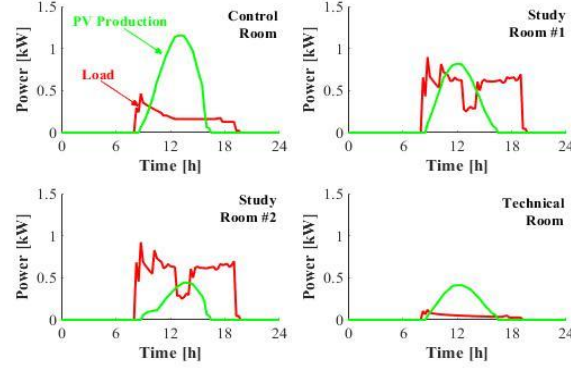 Control
Room
PV Production
Load
Power [kW]
1.5
1
0.5
0
0
6
12
18
24
Time [h]
Study
Room #1
Power [kW]
1.5
1
0.5
0
0
6
12
18
24
Time [h]
Study
Room #2
Power [kW]
1.5
1
0.5
0
0
6
12
18
24
Time [h]
Technical
Room
Power [kW]
1.5
1
0.5
0
0
6
12
18
24
Time [h]